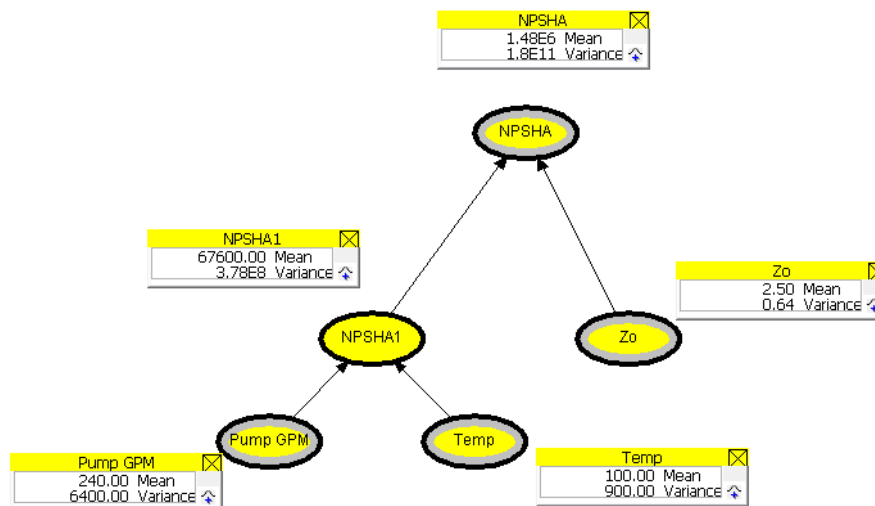 NPSHA
1.48E6 Mean
1.8E11 Variance
NPSHA
NPSHA1
67600.00 Mean
3.78E8 Variance
Zo
2.50 Mean
0.64 Variance
NPSHA1
Zo
Pump GPM
Temp
Pump GPM
240.00 Mean
6400.00 Variance
Temp
100.00 Mean
900.00 Variance